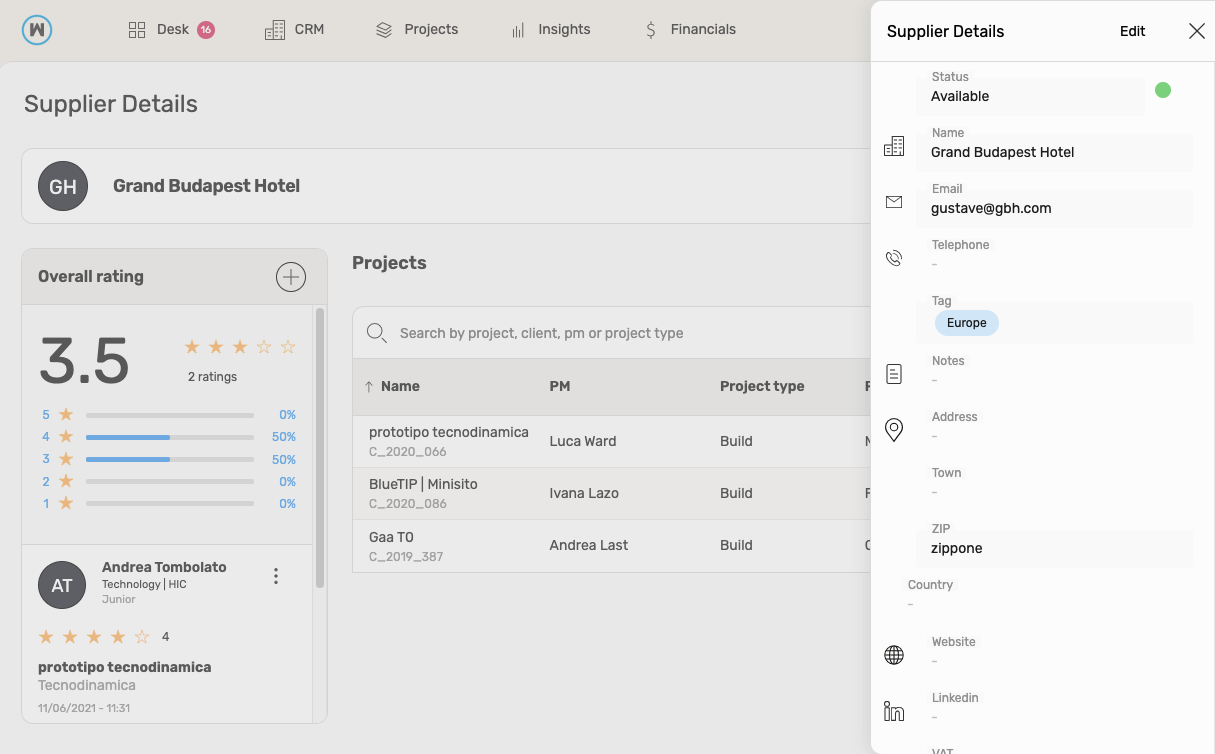 W
Desk 16
CRM
Projects
Insights
Financials
Supplier Details
GH
Grand Budapest Hotel
Overall rating
3.5
2 ratings
5 0%
4 50%
3 50%
2 0%
1 0%
AT
Andrea Tombolato
Technology | HIC
Junior
4
prototipo tecnodinamica
Tecnodinamica
11/06/2021 - 11:31
Projects
Search by project, client, pm or project type
↑ Name PM Project type
prototipo tecnodinamica
C_2020_066
Luca Ward Build
BlueTIP | Minisito
C_2020_086
Ivana Lazo Build
Gaa TO
C_2019_387
Andrea Last Build
Supplier Details Edit
Status
Available
Name
Grand Budapest Hotel
Email
gustave@gbh.com
Telephone
-
Tag
Europe
Notes
-
Address
-
Town
-
ZIP
zippone
Country
-
Website
-
in
Linkedin
-
VAT